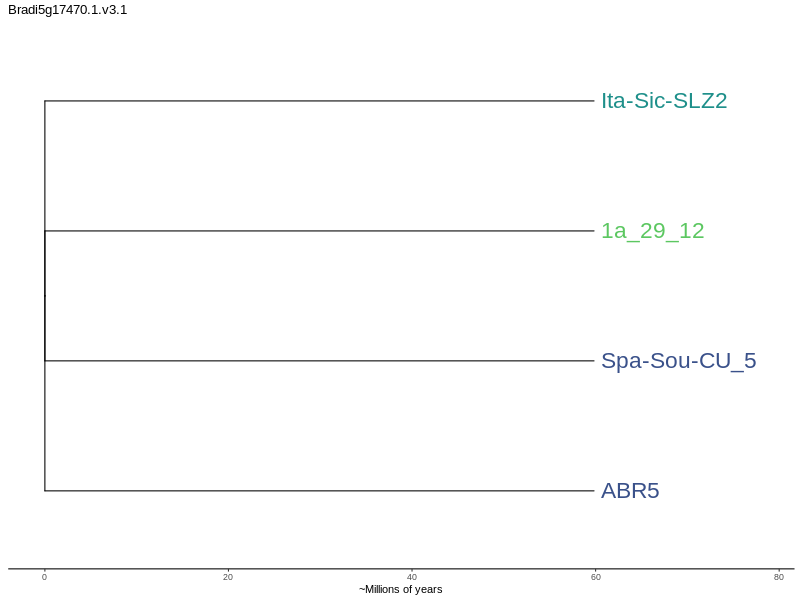 Bradi5g17470.1.v3.1
Ita-Sic-SLZ2
1a_29_12
Spa-Sou-CU_5
ABR5
0 20 40 60 80
~Millions of years